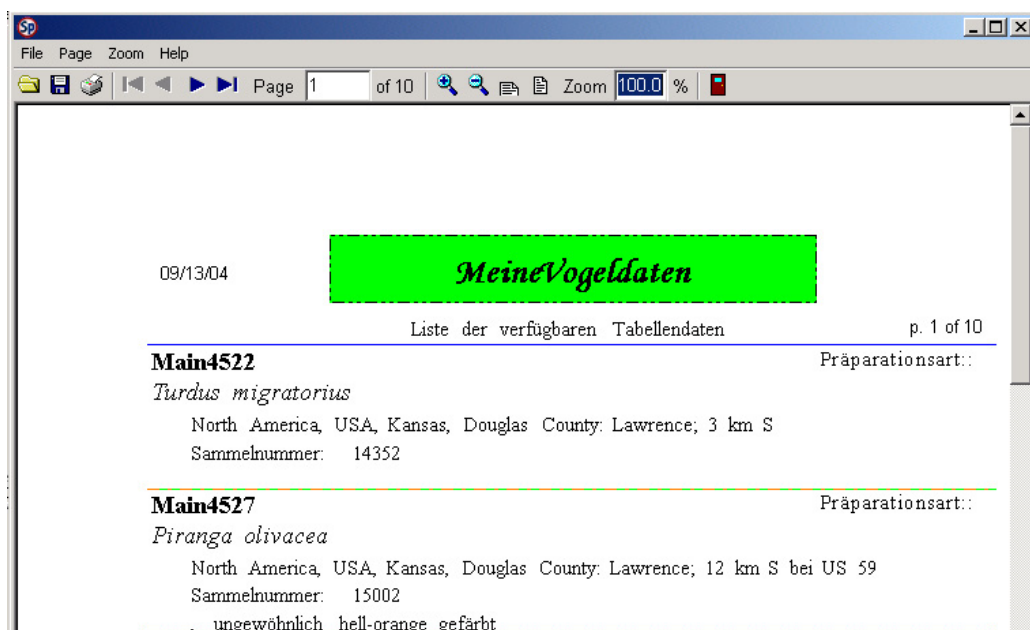 Sp
File Page Zoom Help
Page 1 of 10 Zoom 100.0 %
09/13/04 MeineVogeldaten
Liste der verfügbaren Tabellendaten p. 1 of 10
Main4522 Präparationsart::
Turdus migratorius
North America, USA, Kansas, Douglas County: Lawrence; 3 km S
Sammelnummer: 14352
Main4527 Präparationsart::
Piranga olivacea
North America, USA, Kansas, Douglas County: Lawrence; 12 km S bei US 59
Sammelnummer: 15002
, ungewöhnlich hell-orange gefärbt